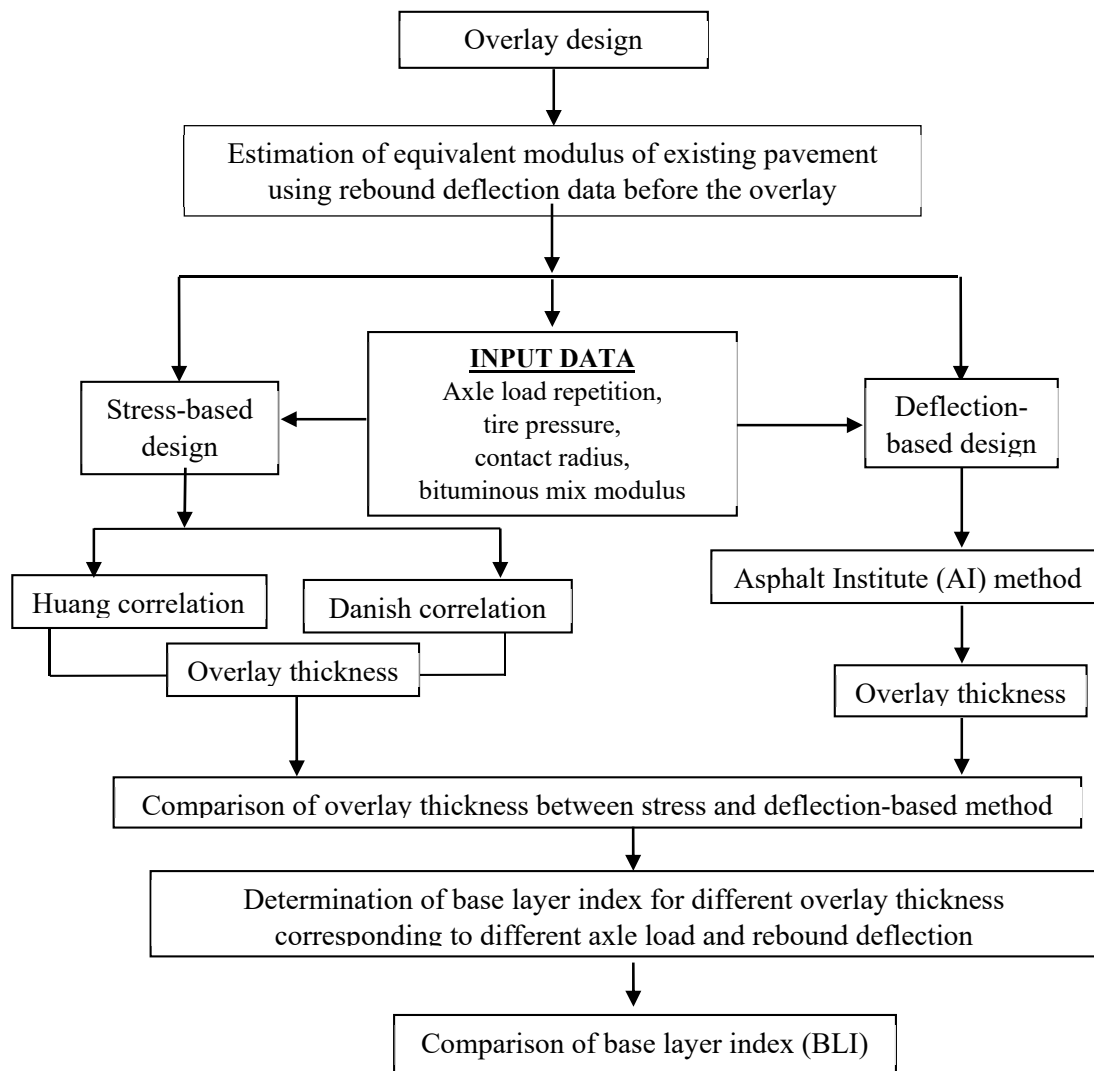 Overlay design
Estimation of equivalent modulus of existing pavement
using rebound deflection data before the overlay
INPUT DATA
Axle load repetition,
tire pressure,
contact radius,
bituminous mix modulus
Stress-based
design
Deflection-
based design
Huang correlation
Danish correlation
Asphalt Institute (AI) method
Overlay thickness
Overlay thickness
Comparison of overlay thickness between stress and deflection-based method
Determination of base layer index for different overlay thickness
corresponding to different axle load and rebound deflection
Comparison of base layer index (BLI)